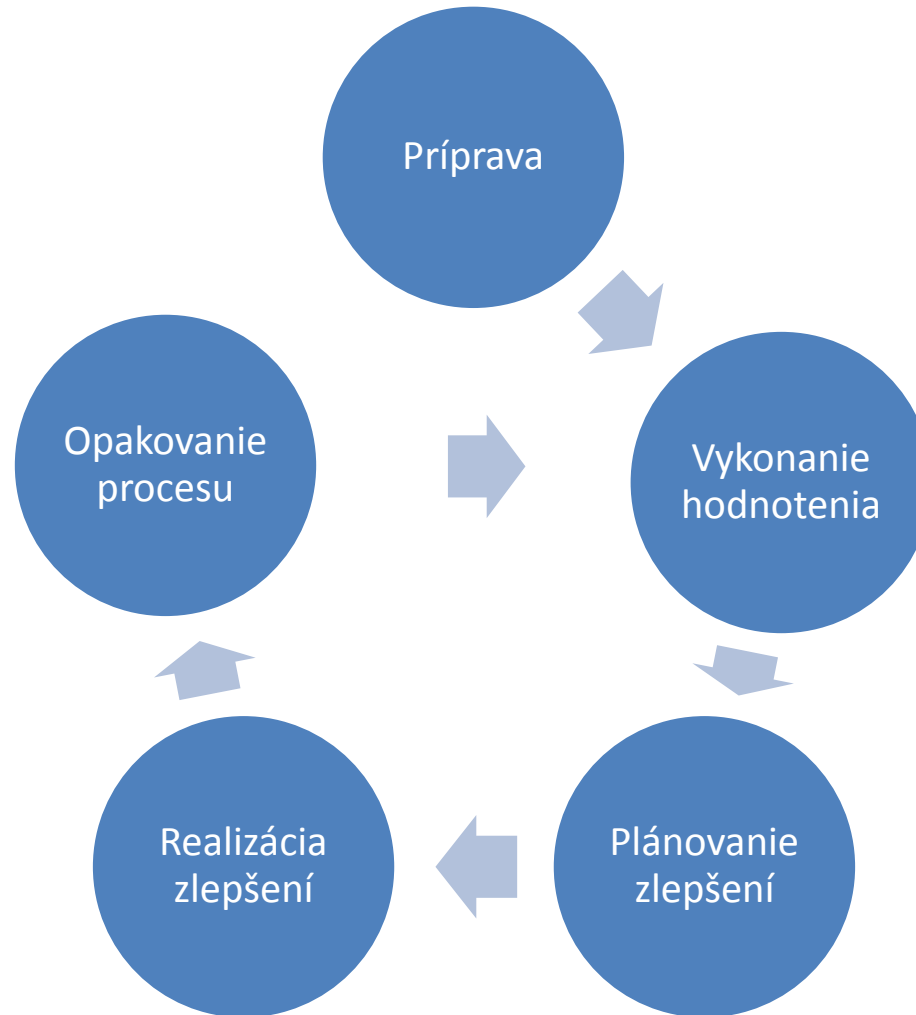 Príprava
Vykonanie
hodnotenia
Plánovanie
zlepšení
Realizácia
zlepšení
Opakovanie
procesu